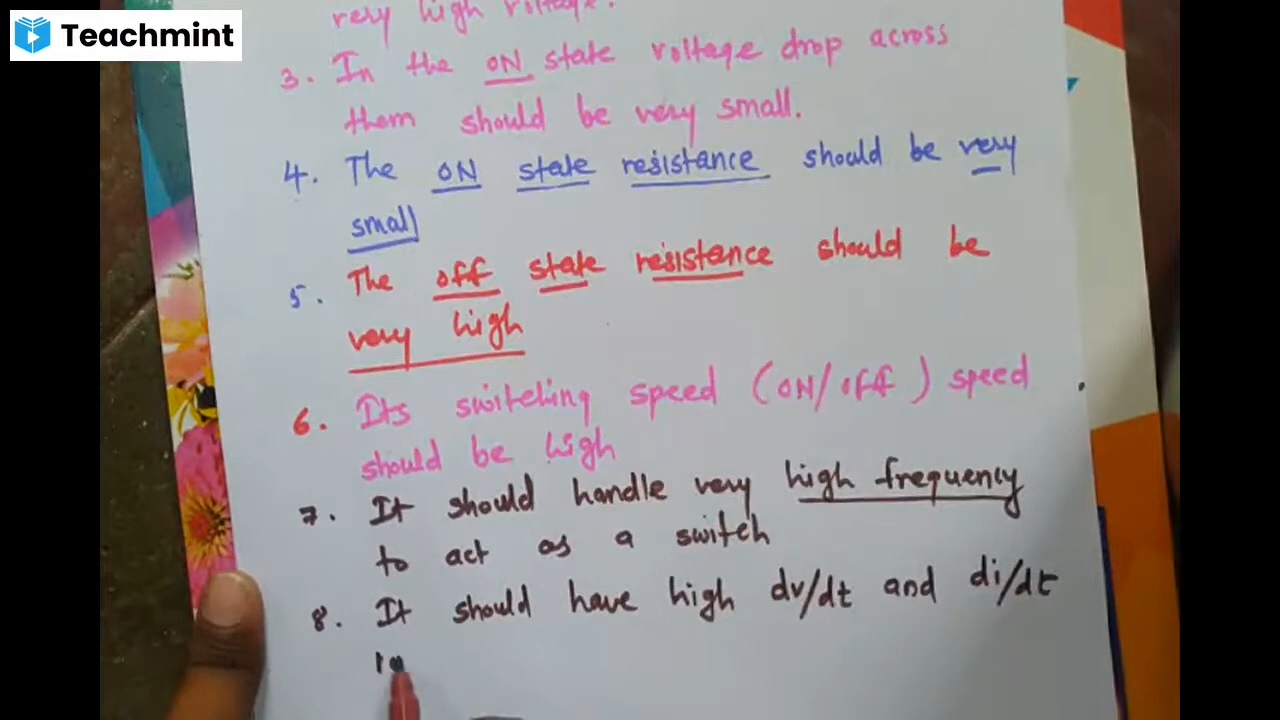 Teachmint
very high voltage.
3. In the ON state voltage drop across
them should be very small.
4. The ON state resistance should be very
small
5. The off state resistance should be
very high
6. Its switching speed (ON/off) speed
should be high
7. It should handle very high frequency
to act as a switch
8. It should have high dv/dt and di/dt